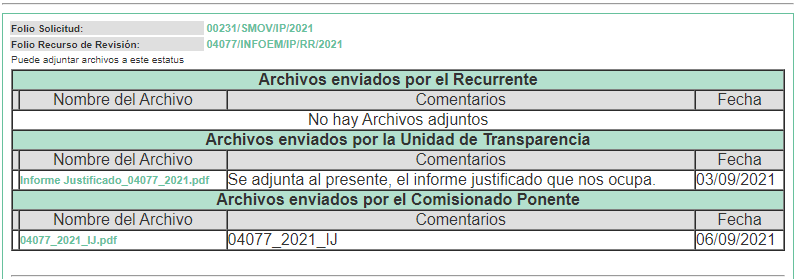 Folio Solicitud: 00231/SMOV/IP/2021
Folio Recurso de Revisión: 04077/INFOEM/IP/RR/2021
Puede adjuntar archivos a este estatus
Archivos enviados por el Recurrente
Nombre del Archivo Comentarios Fecha
No hay Archivos adjuntos
Archivos enviados por la Unidad de Transparencia
Nombre del Archivo Comentarios Fecha
Informe Justificado_04077_2021.pdf Se adjunta al presente, el informe justificado que nos ocupa. 03/09/2021
Archivos enviados por el Comisionado Ponente
Nombre del Archivo Comentarios Fecha
04077_2021_IJ.pdf 04077_2021_IJ 06/09/2021